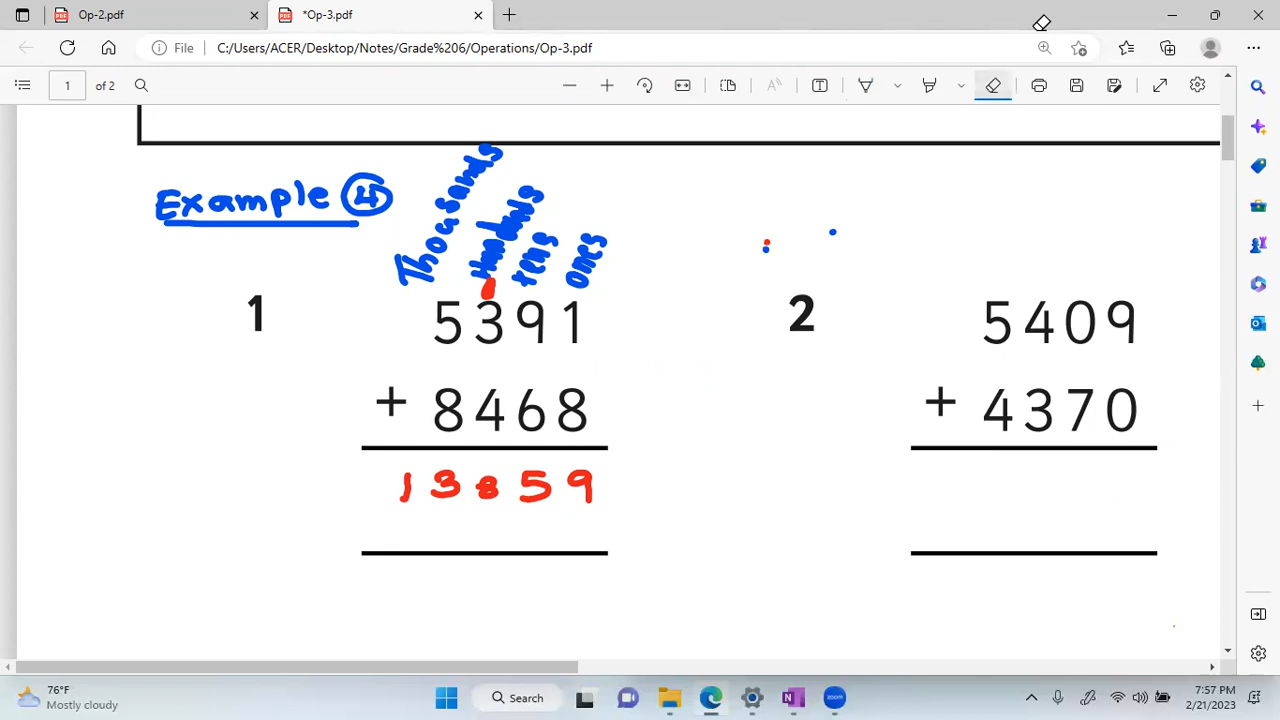 Op-2.pdf
*Op-3.pdf
File C:/Users/ACER/Desktop/Notes/Grade%206/Operations/Op-3.pdf
1 of 2
Example 4
Thousands Hundreds tens ones
1 5391
+ 8468
13859
2 5409
+ 4370
76°F
Mostly cloudy
Search
zoom
7:57 PM
2/21/2023